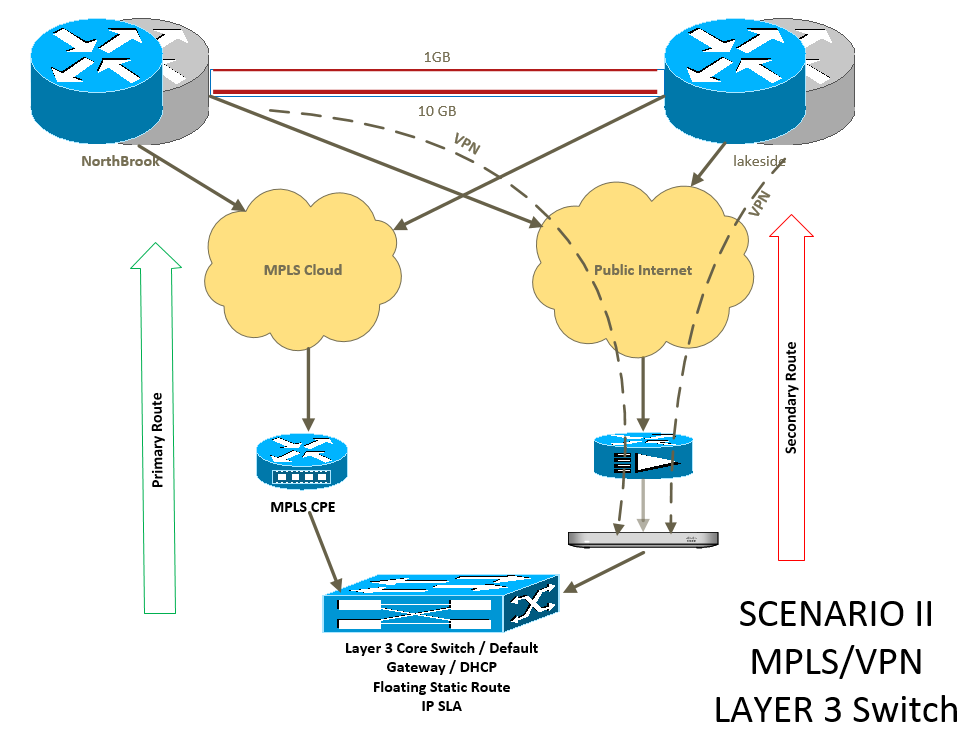 1GB
10 GB
VPN
NorthBrook
lakeside
VPN
MPLS Cloud
Public Internet
Primary Route
Secondary Route
MPLS CPE
Layer 3 Core Switch / Default
Gateway / DHCP
Floating Static Route
IP SLA
SCENARIO II
MPLS/VPN
LAYER 3 Switch